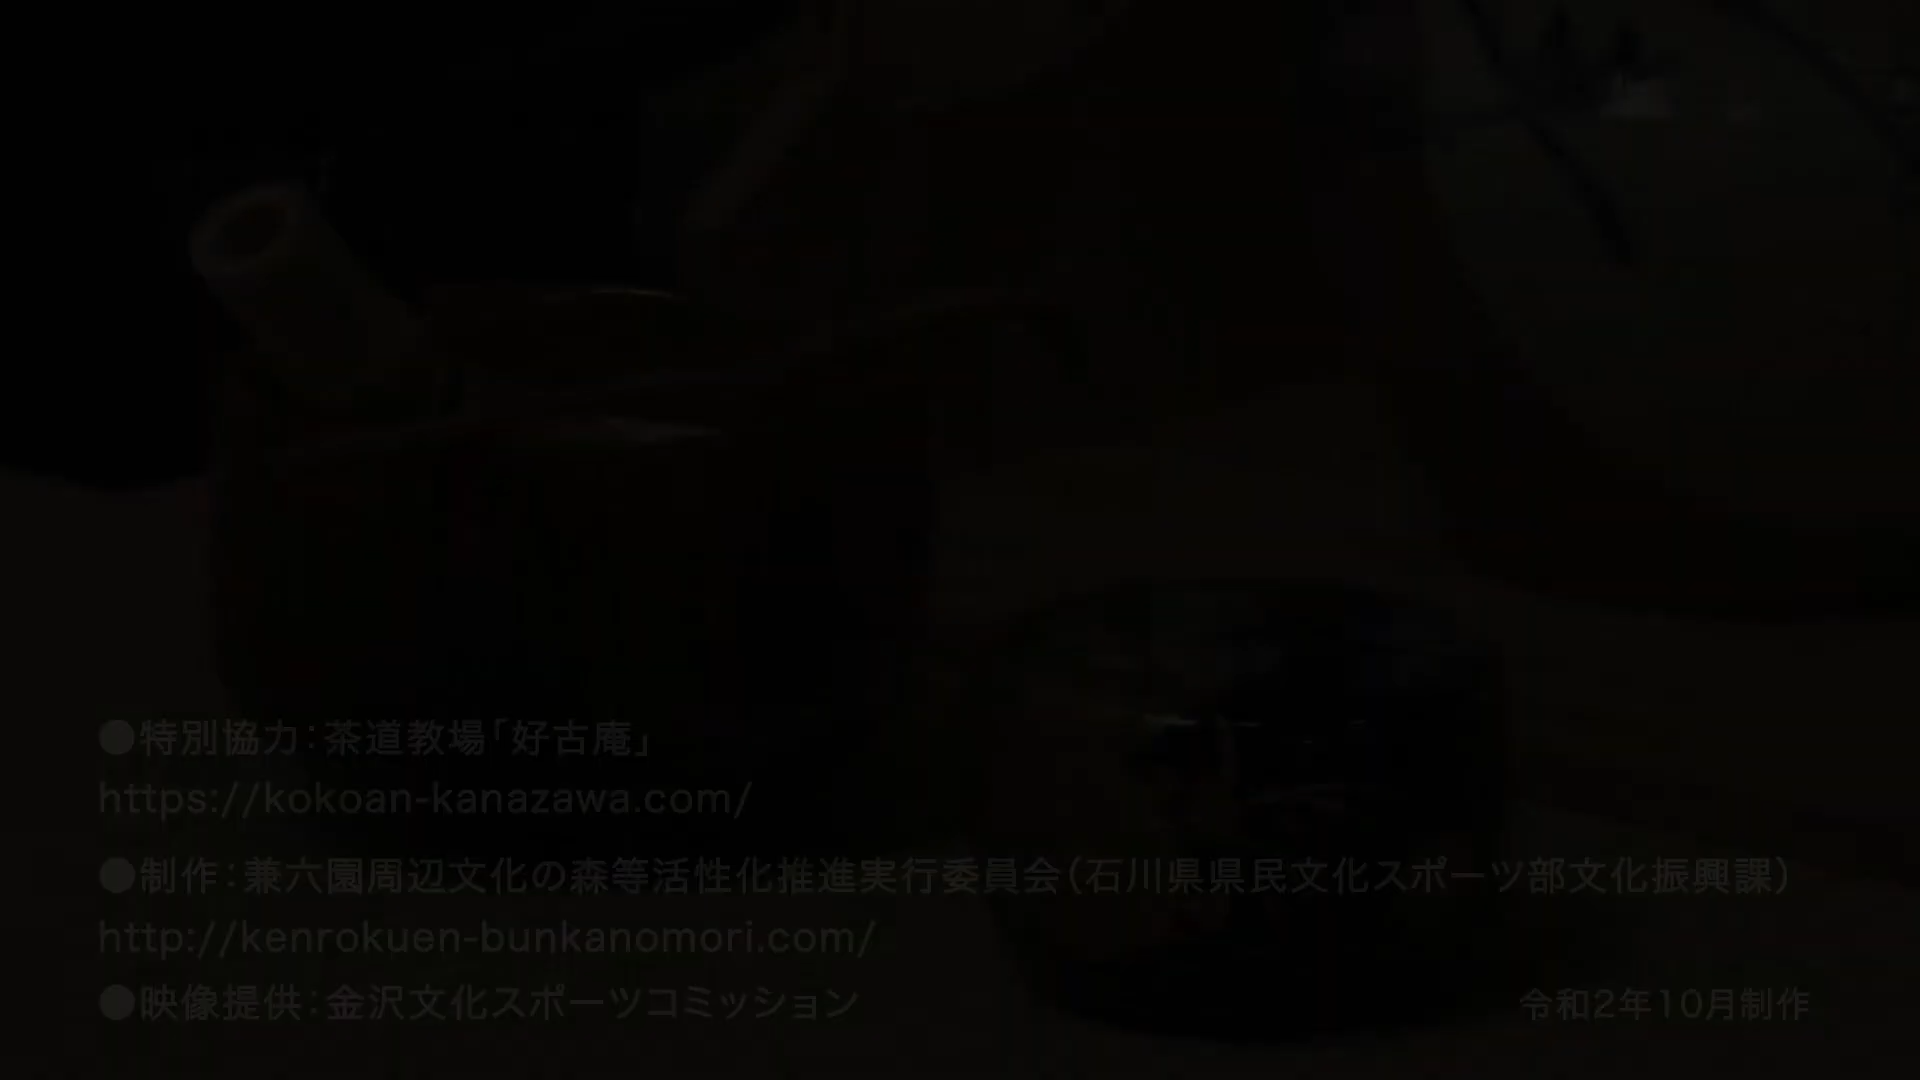 ●特別協力：茶道教場「好古庵」
https://kokoan-kanazawa.com/
●制作：兼六園周辺文化の森等活性化推進実行委員会（石川県県民文化スポーツ部文化振興課）
http://kenrokuen-bunkanomori.com/
●映像提供：金沢文化スポーツコミッション
令和2年10月制作